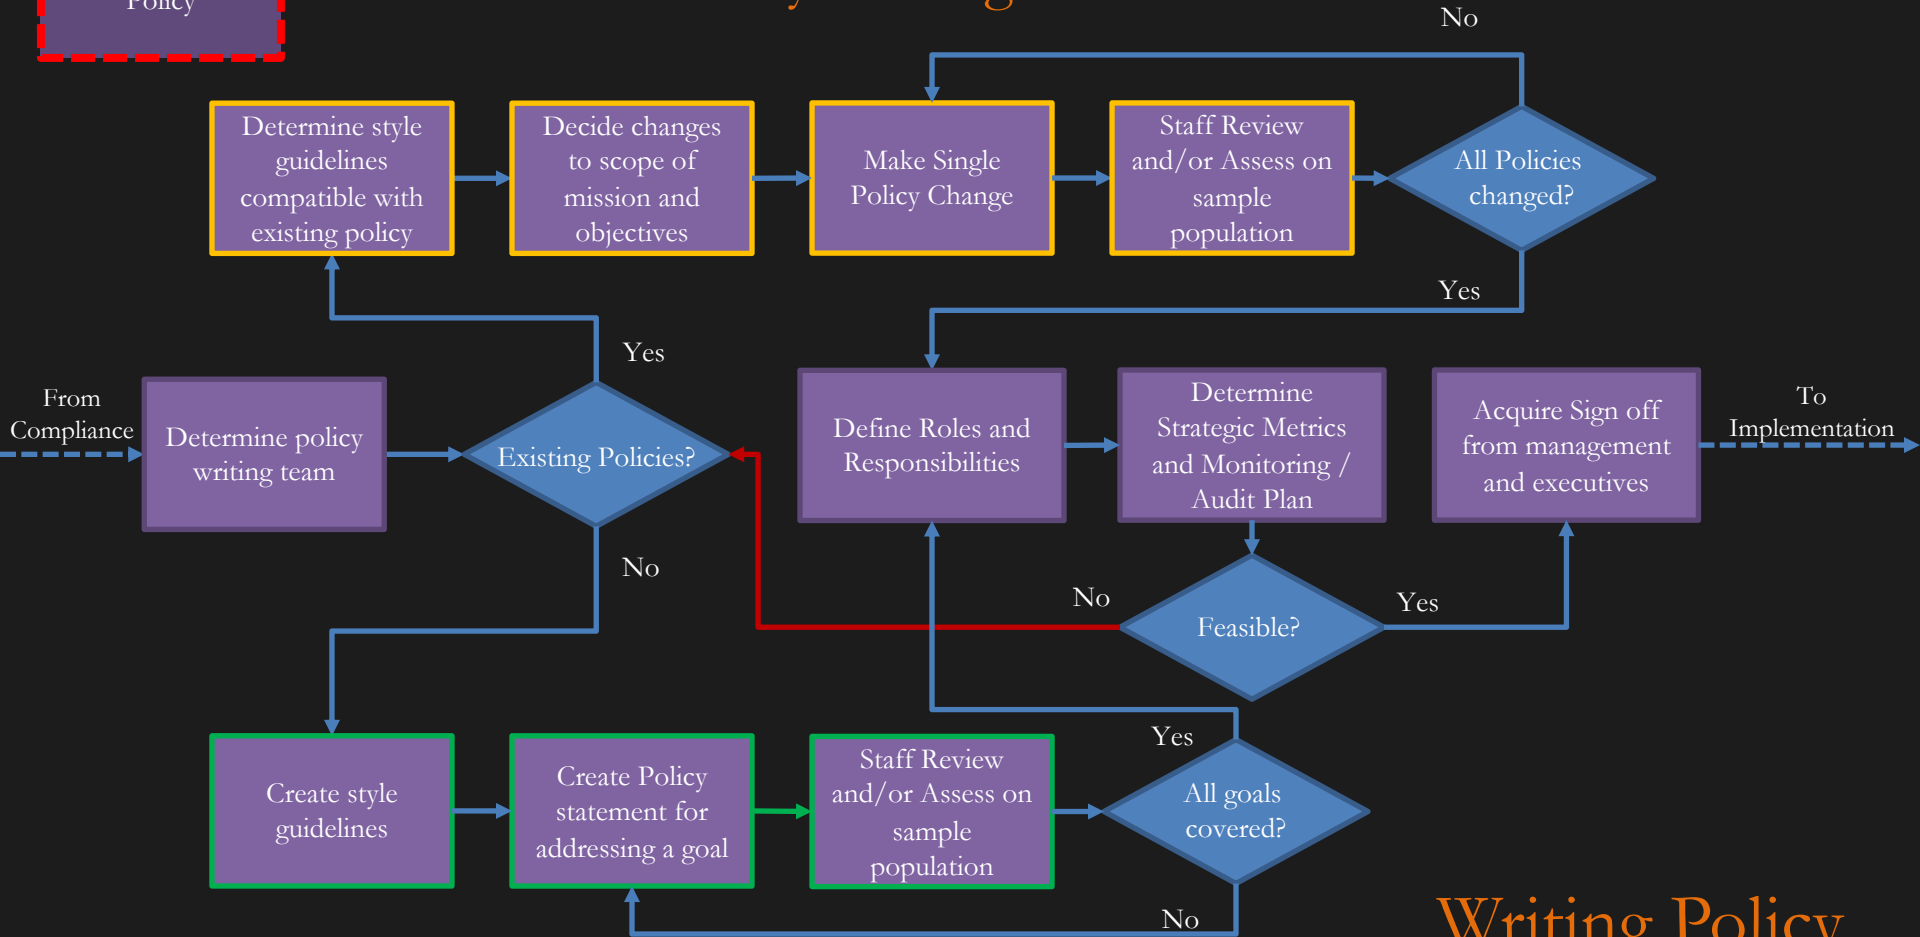 Policy
No
Determine style
guidelines
compatible with
existing policy
Decide changes
to scope of
mission and
objectives
Make Single
Policy Change
Staff Review
and/or Assess on
sample
population
All Policies
changed?
Yes
Yes
From
Compliance
Determine policy
writing team
Existing Policies?
Define Roles and
Responsibilities
Determine
Strategic Metrics
and Monitoring /
Audit Plan
Acquire Sign off
from management
and executives
To
Implementation
No
No
Feasible?
Yes
Yes
Create style
guidelines
Create Policy
statement for
addressing a goal
Staff Review
and/or Assess on
sample
population
All goals
covered?
No
Writing Policy